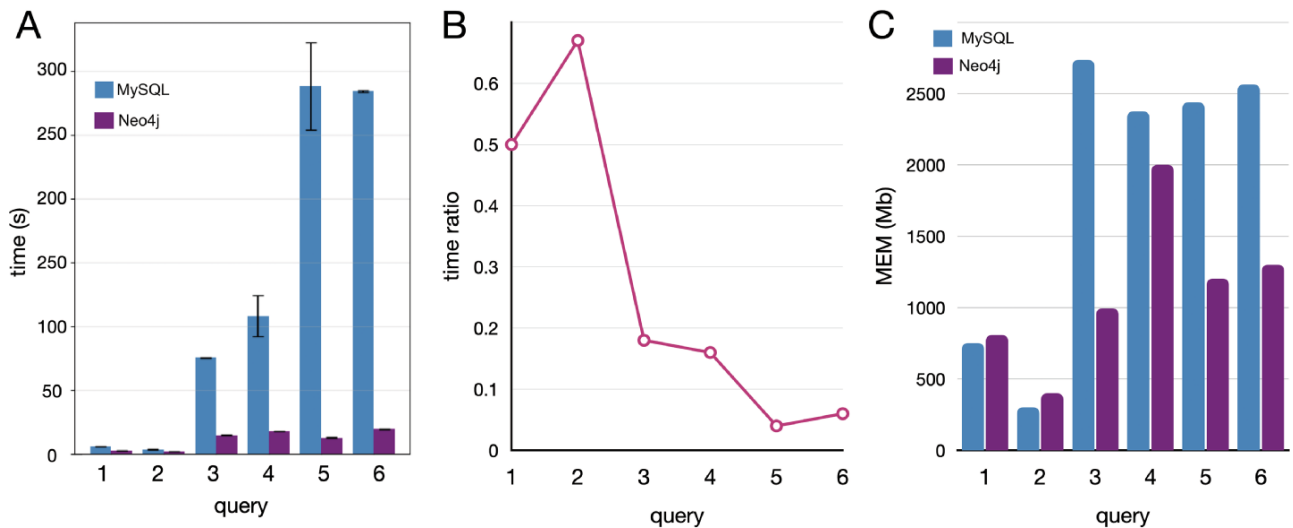 A
time (s)
300
250
200
250
100
50
0
MySQL
Neo4j
1 2 3 4 5 6
query
B
time ratio
0.6
0.5
0.4
0.3
0.2
0.1
0
1 2 3 4 5 6
query
C
MySQL
Neo4j
MEM (Mb)
2500
2000
1500
1000
500
0
1 2 3 4 5 6
query